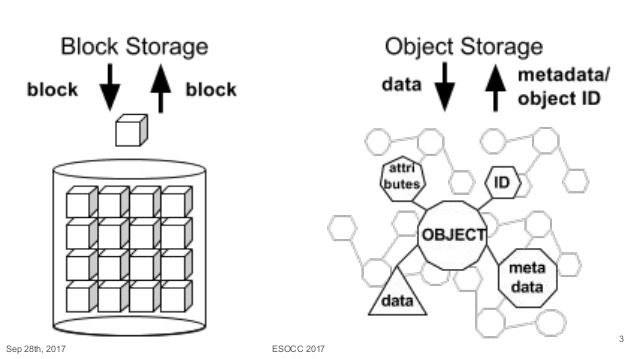 Block Storage
block
block
Object Storage
data
metadata/
object ID
attri
butes
ID
OBJECT
meta
data
data
Sep 28th, 2017
ESOCC 2017
3